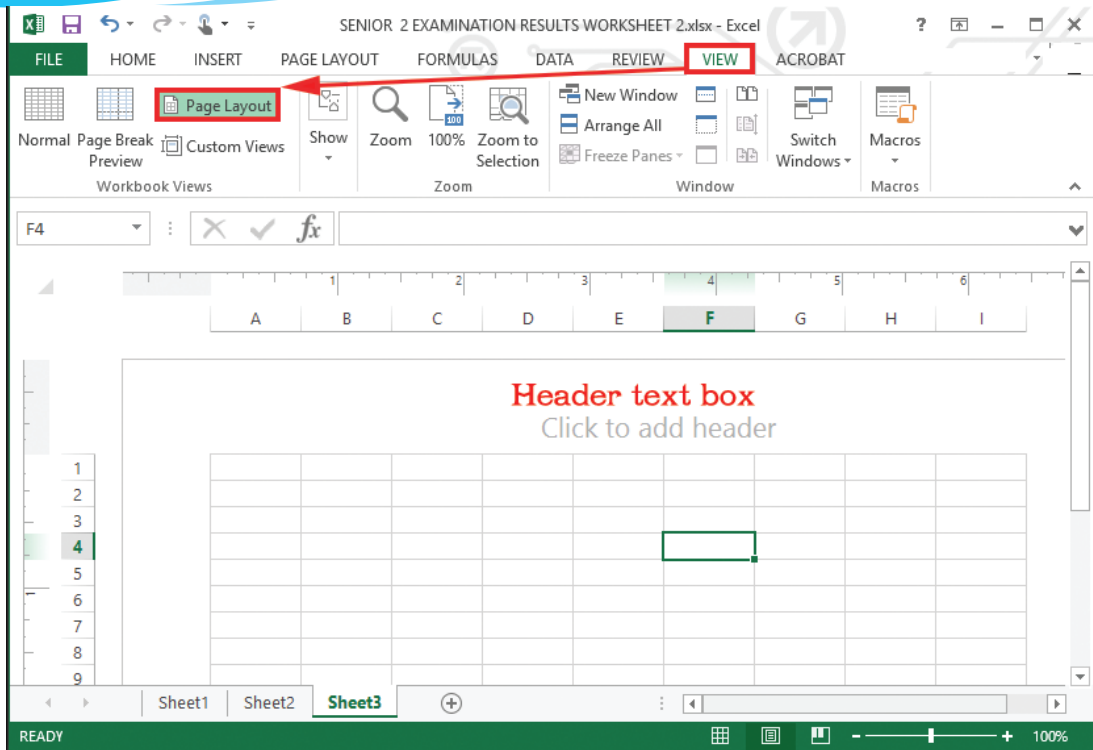 SENIOR 2 EXAMINATION RESULTS WORKSHEET 2.xlsx - Excel ?
FILE HOME INSERT PAGE LAYOUT FORMULAS DATA REVIEW VIEW ACROBAT
Normal
Page Break Preview
Page Layout
Custom Views
Workbook Views
Show
Zoom
100
100%
Zoom to Selection
Zoom
New Window
Arrange All
Freeze Panes
Switch Windows
Window
Macros
Macros
F4 fx
1 2 3 4 5 6
A B C D E F G H I
Header text box
Click to add header
1
2
3
4
5
1
6
7
8
9
Sheet1 Sheet2 Sheet3
READY 100%